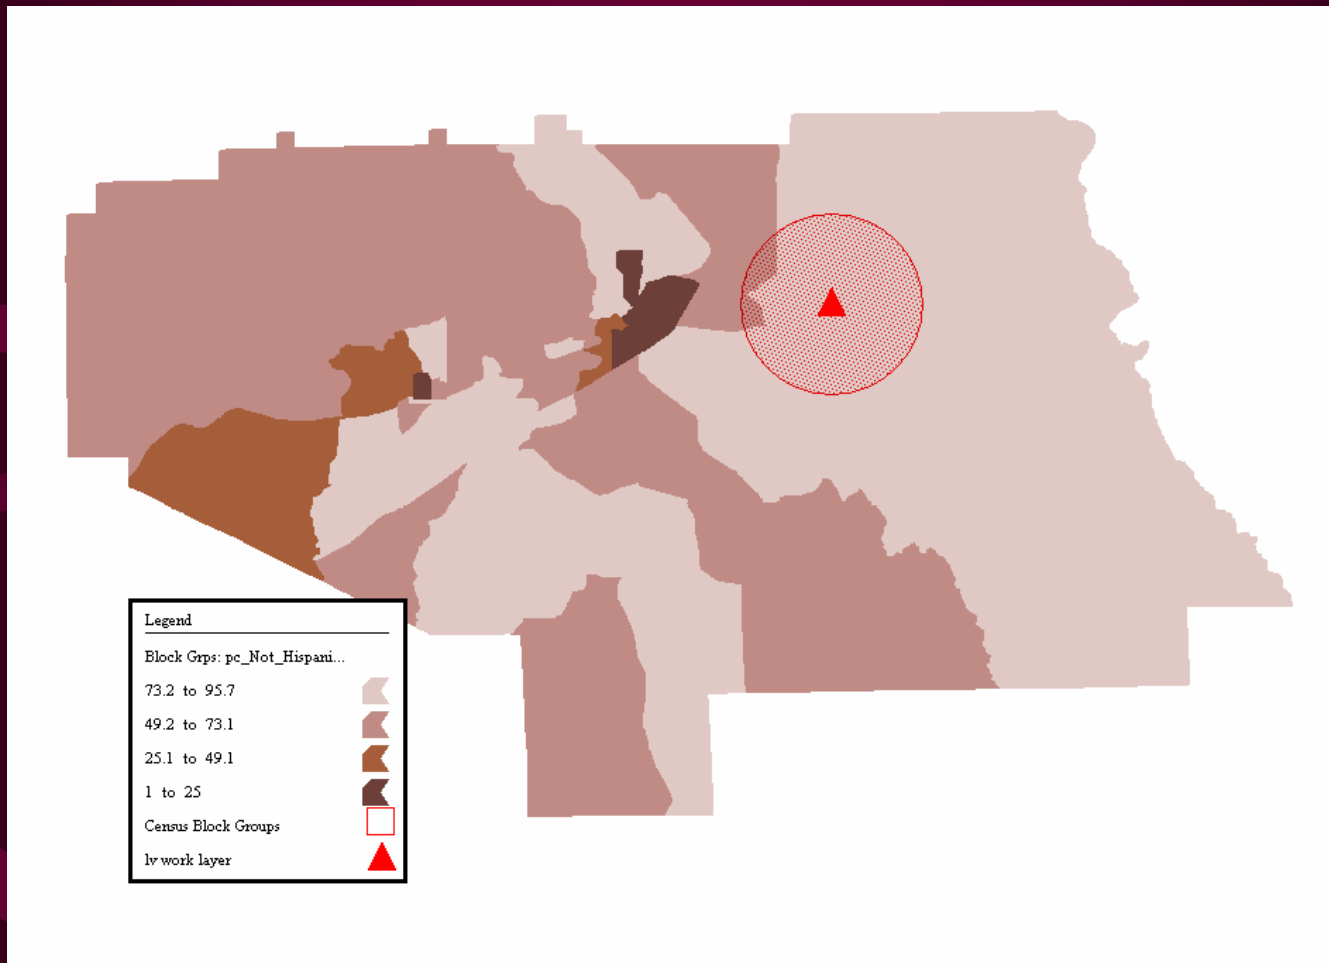 Legend
Block Grps: pc_Not_Hispani...
73.2 to 95.7
49.2 to 73.1
25.1 to 49.1
1 to 25
Census Block Groups
lv work layer